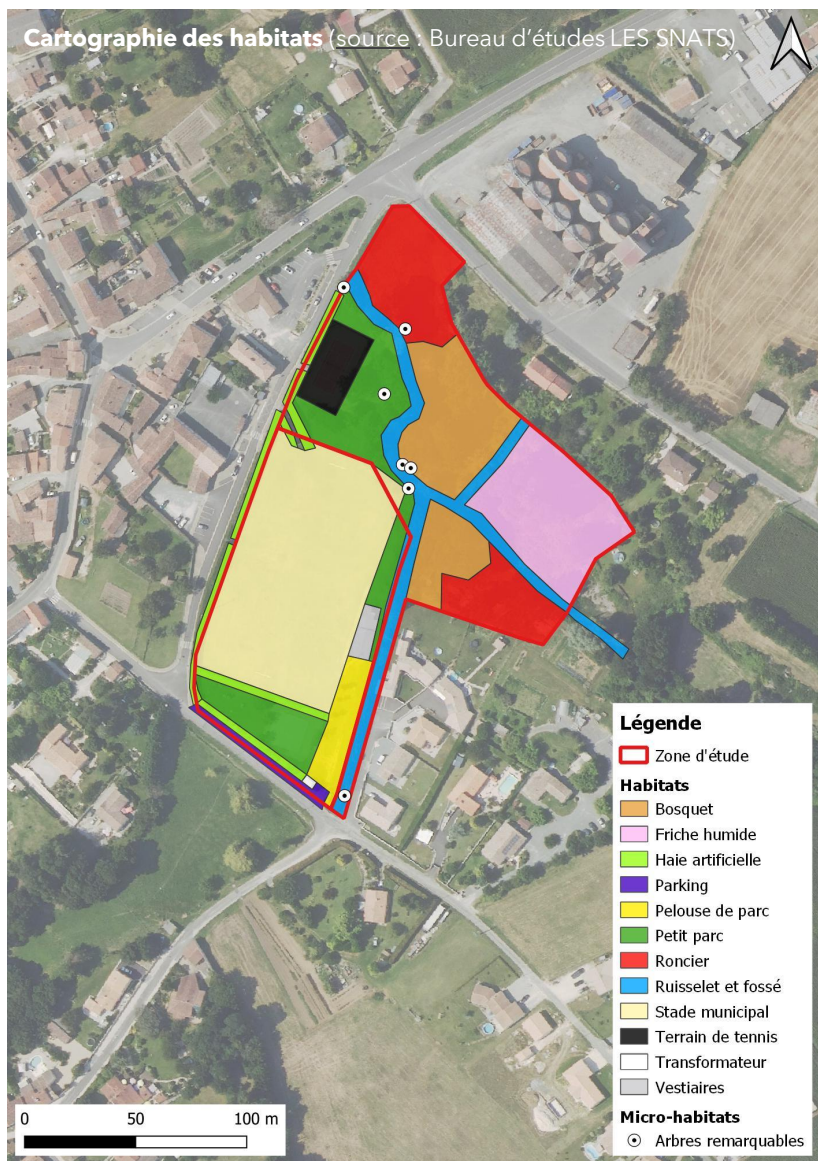 Cartographie des habitats (source : Bureau d'études LES SNATS)
Légende
Zone d'étude
Habitats
Bosquet
Friche humide
Haie artificielle
Parking
Pelouse de parc
Petit parc
Roncier
Ruisselet et fossé
Stade municipal
Terrain de tennis
Transformateur
Vestiaires
Micro-habitats
Arbres remarquables
0 50 100 m